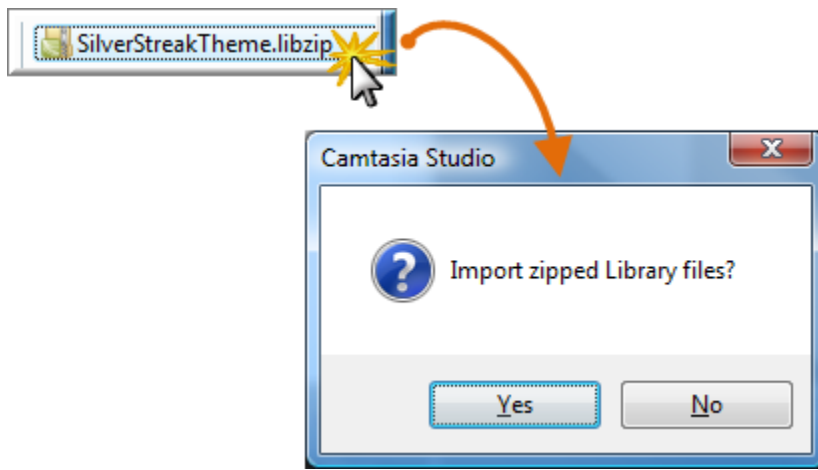 SilverStreakTheme.libzip
Camtasia Studio
Import zipped Library files?
Yes
No